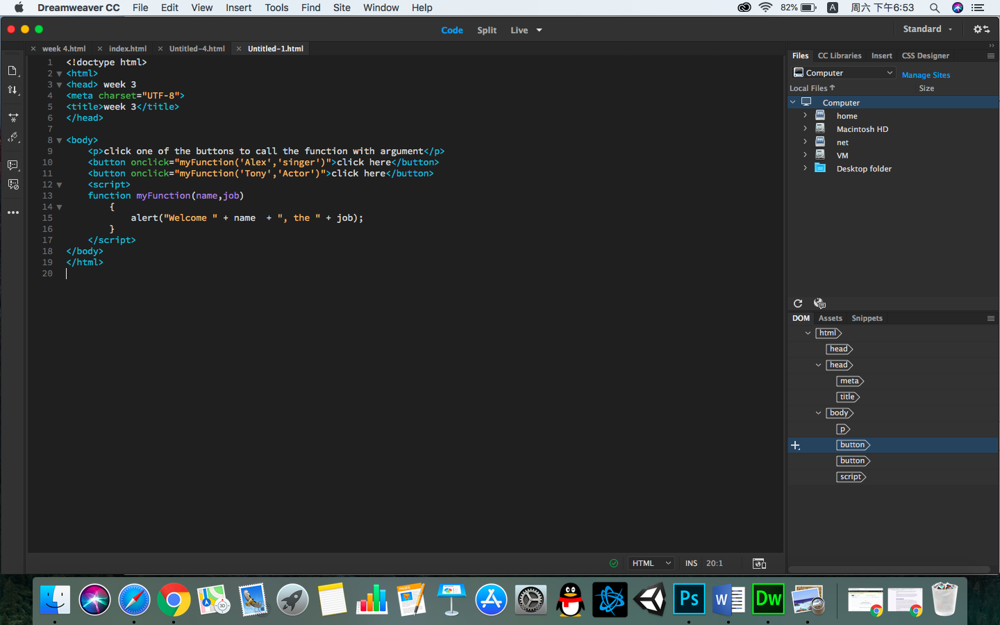 Dreamweaver CC File Edit View Insert Tools Find Site Window Help 82% A 周六 下午6:53
Code Split Live Standard
week 4.html index.html Untitled-4.html Untitled-1.html
1 <!doctype html>
2 <html>
3 <head> week 3
4 <meta charset="UTF-8">
5 <title>week 3</title>
6 </head>
7
8 <body>
9 <p>click one of the buttons to call the function with argument</p>
10 <button onclick="myFunction('Alex','singer')">click here</button>
11 <button onclick="myFunction('Tony','Actor')">click here</button>
12 <script>
13 function myFunction(name,job)
14 {
15 alert("Welcome " + name  + ", the " + job);
16 }
17 </script>
18 </body>
19 </html>
20
HTML INS 20:1
Files CC Libraries Insert CSS Designer
Computer Manage Sites
Local Files Size
Computer
home
Macintosh HD
net
VM
Desktop folder
DOM Assets Snippets
html
head
head
meta
title
body
p
button
button
script
30 PAGES Ps W Dw